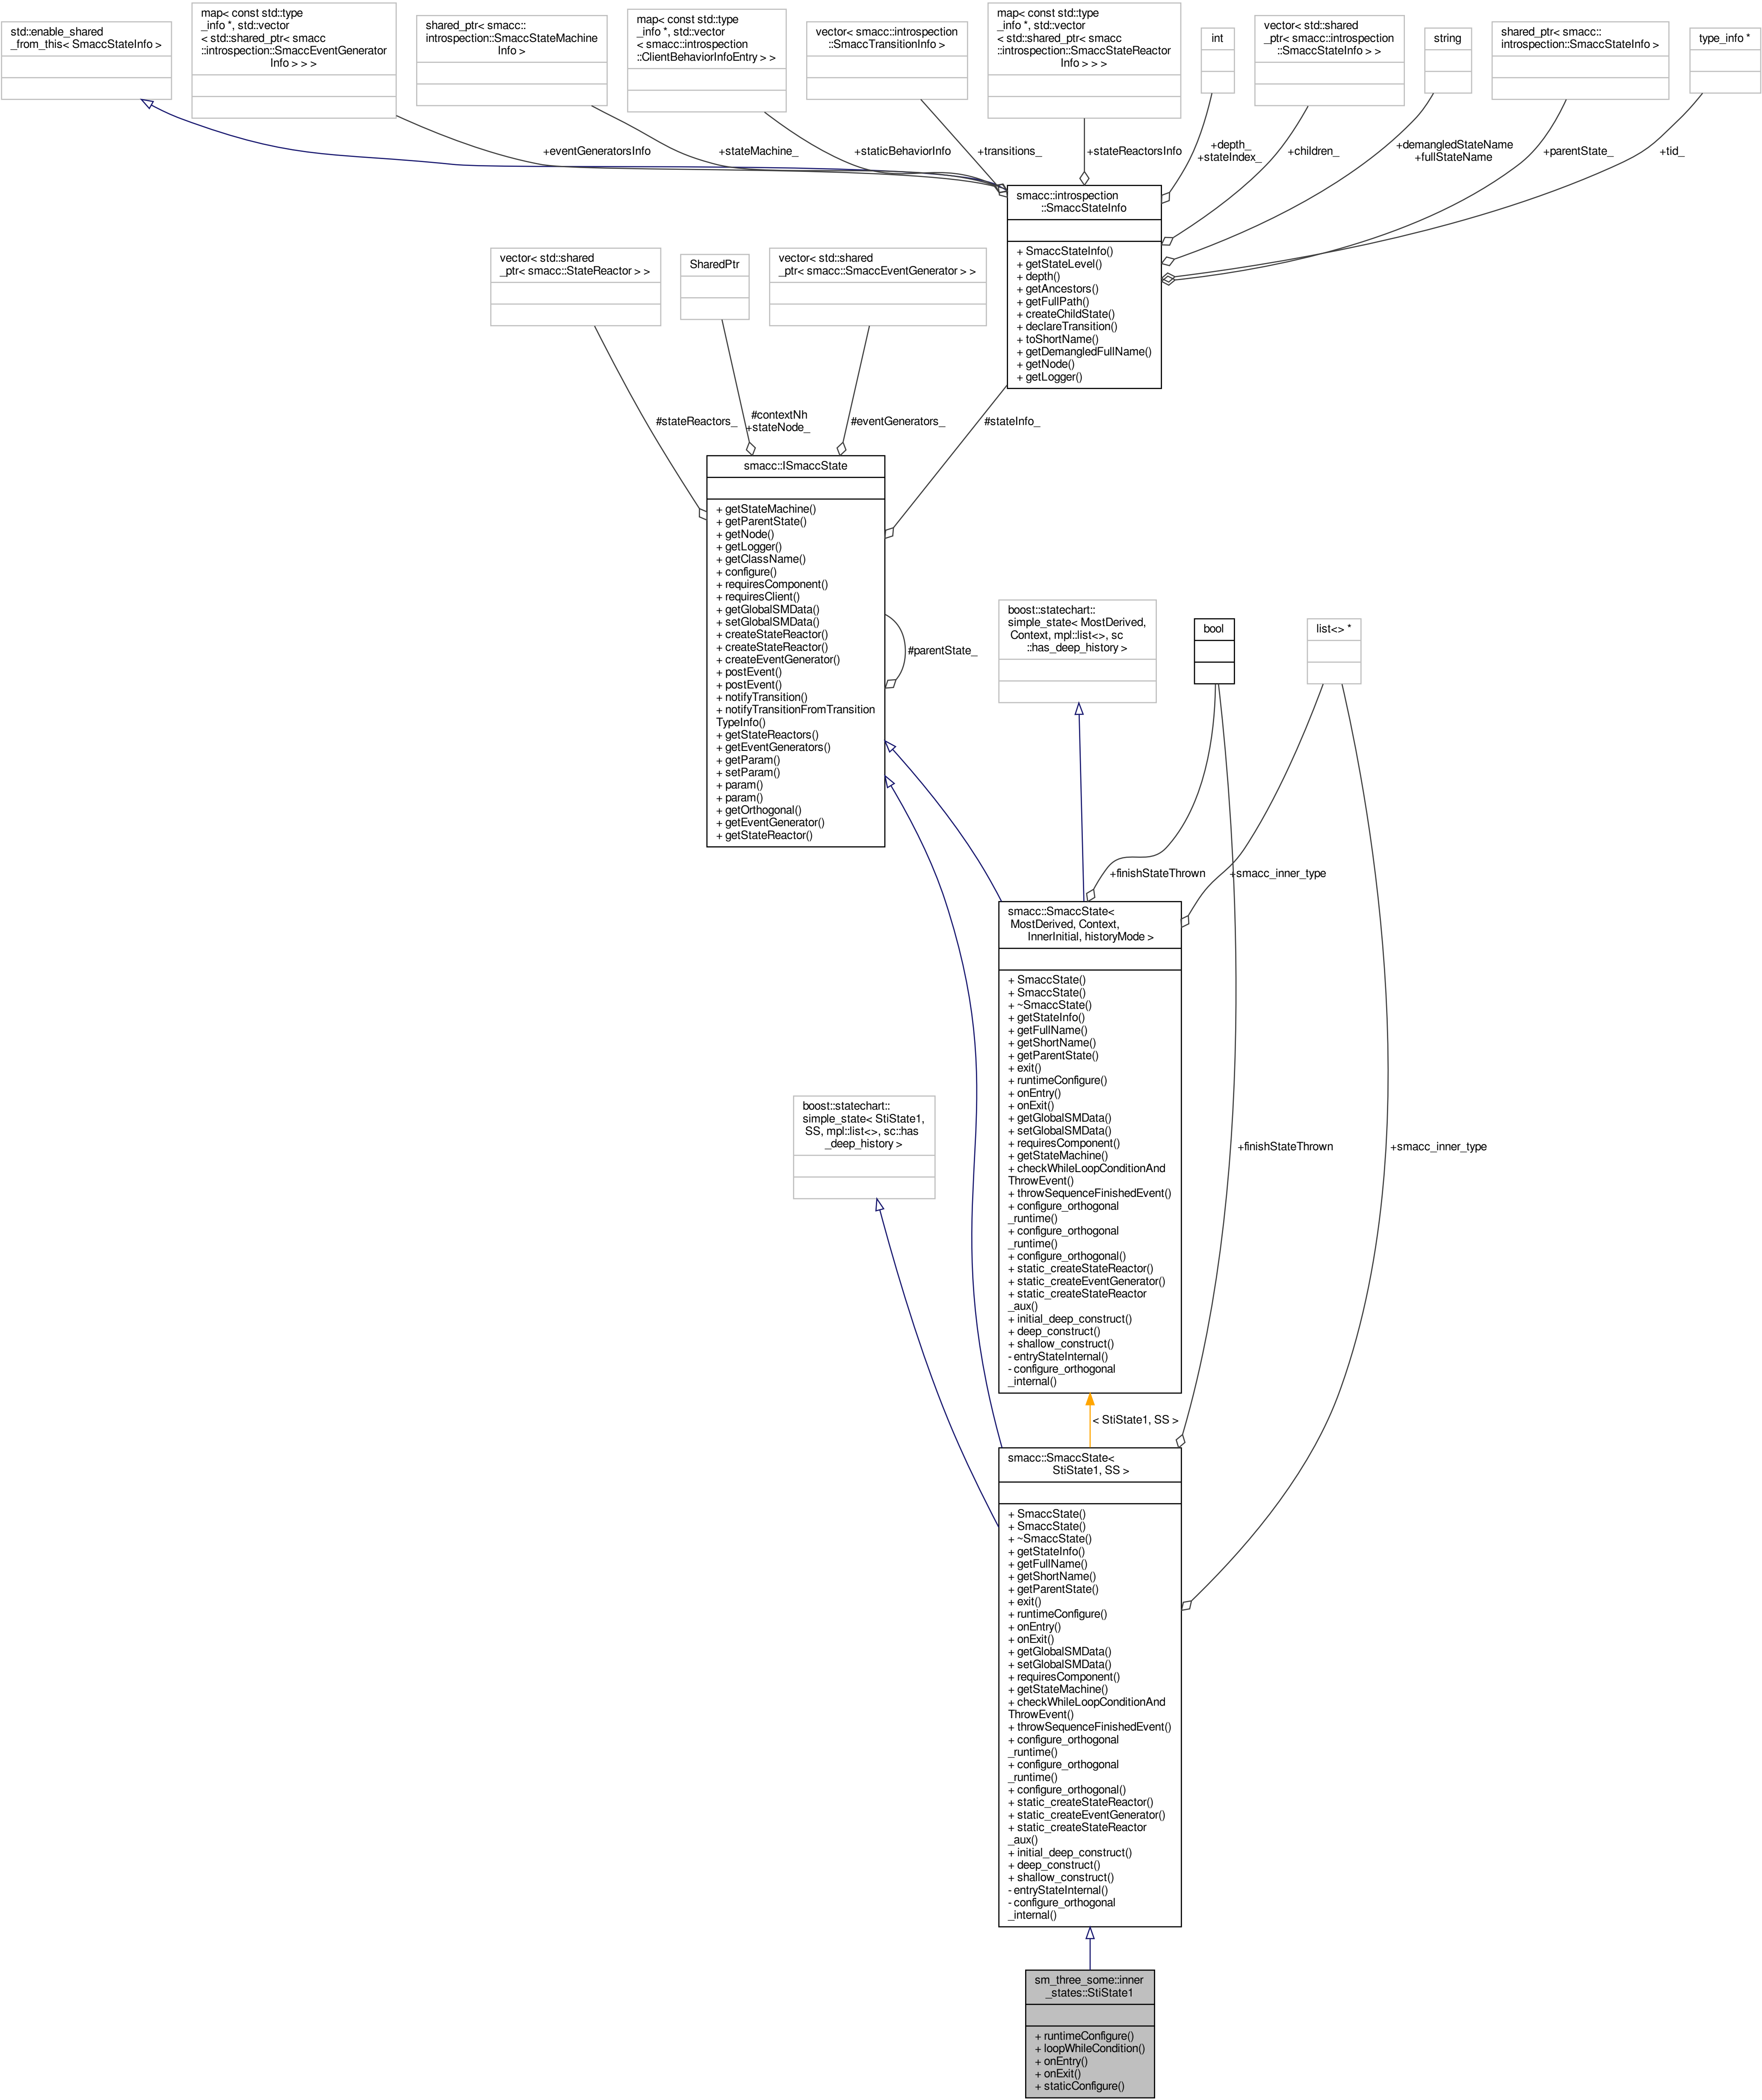 std::enable_shared
_from_this< SmaccStateInfo >
map< const std::type
_info *, std::vector
< std::shared_ptr< smacc
::introspection::SmaccEventGenerator
Info > > >
shared_ptr< smacc::
introspection::SmaccStateMachine
Info >
map< const std::type
_info *, std::vector
< smacc::introspection
::ClientBehaviorInfoEntry > >
vector< smacc::introspection
::SmaccTransitionInfo >
map< const std::type
_info *, std::vector
< std::shared_ptr< smacc
::introspection::SmaccStateReactor
Info > > >
int
vector< std::shared
_ptr< smacc::introspection
::SmaccStateInfo > >
string
shared_ptr< smacc::
introspection::SmaccStateInfo >
type_info *
+eventGeneratorsInfo
+stateMachine_
+staticBehaviorInfo
+transitions_
+stateReactorsInfo
+depth_
+stateIndex_
+children_
+demangledStateName
+fullStateName
+parentState_
+tid_
smacc::introspection
::SmaccStateInfo
+ SmaccStateInfo()
+ getStateLevel()
+ depth()
+ getAncestors()
+ getFullPath()
+ createChildState()
+ declareTransition()
+ toShortName()
+ getDemangledFullName()
+ getNode()
+ getLogger()
vector< std::shared
_ptr< smacc::StateReactor > >
SharedPtr
vector< std::shared
_ptr< smacc::SmaccEventGenerator > >
#stateReactors_
#contextNh
+stateNode_
#eventGenerators_
#stateInfo_
smacc::ISmaccState
+ getStateMachine()
+ getParentState()
+ getNode()
+ getLogger()
+ getClassName()
+ configure()
+ requiresComponent()
+ requiresClient()
+ getGlobalSMData()
+ setGlobalSMData()
+ createStateReactor()
+ createStateReactor()
+ createEventGenerator()
+ postEvent()
+ postEvent()
+ notifyTransition()
+ notifyTransitionFromTransition
TypeInfo()
+ getStateReactors()
+ getEventGenerators()
+ getParam()
+ setParam()
+ param()
+ param()
+ getOrthogonal()
+ getEventGenerator()
+ getStateReactor()
#parentState_
boost::statechart::
simple_state< MostDerived,
Context, mpl::list<>, sc
::has_deep_history >
bool
list<> *
+finishStateThrown
+smacc_inner_type
smacc::SmaccState<
MostDerived, Context,
InnerInitial, historyMode >
+ SmaccState()
+ SmaccState()
+ ~SmaccState()
+ getStateInfo()
+ getFullName()
+ getShortName()
+ getParentState()
+ exit()
+ runtimeConfigure()
+ onEntry()
+ onExit()
+ getGlobalSMData()
+ setGlobalSMData()
+ requiresComponent()
+ getStateMachine()
+ checkWhileLoopConditionAnd
ThrowEvent()
+ throwSequenceFinishedEvent()
+ configure_orthogonal
_runtime()
+ configure_orthogonal
_runtime()
+ configure_orthogonal()
+ static_createStateReactor()
+ static_createEventGenerator()
+ static_createStateReactor
_aux()
+ initial_deep_construct()
+ deep_construct()
+ shallow_construct()
- entryStateInternal()
- configure_orthogonal
_internal()
boost::statechart::
simple_state< StiState1,
SS, mpl::list<>, sc::has
_deep_history >
+finishStateThrown
+smacc_inner_type
< StiState1, SS >
smacc::SmaccState<
StiState1, SS >
+ SmaccState()
+ SmaccState()
+ ~SmaccState()
+ getStateInfo()
+ getFullName()
+ getShortName()
+ getParentState()
+ exit()
+ runtimeConfigure()
+ onEntry()
+ onExit()
+ getGlobalSMData()
+ setGlobalSMData()
+ requiresComponent()
+ getStateMachine()
+ checkWhileLoopConditionAnd
ThrowEvent()
+ throwSequenceFinishedEvent()
+ configure_orthogonal
_runtime()
+ configure_orthogonal
_runtime()
+ configure_orthogonal()
+ static_createStateReactor()
+ static_createEventGenerator()
+ static_createStateReactor
_aux()
+ initial_deep_construct()
+ deep_construct()
+ shallow_construct()
- entryStateInternal()
- configure_orthogonal
_internal()
sm_three_some::inner
_states::StiState1
+ runtimeConfigure()
+ loopWhileCondition()
+ onEntry()
+ onExit()
+ staticConfigure()